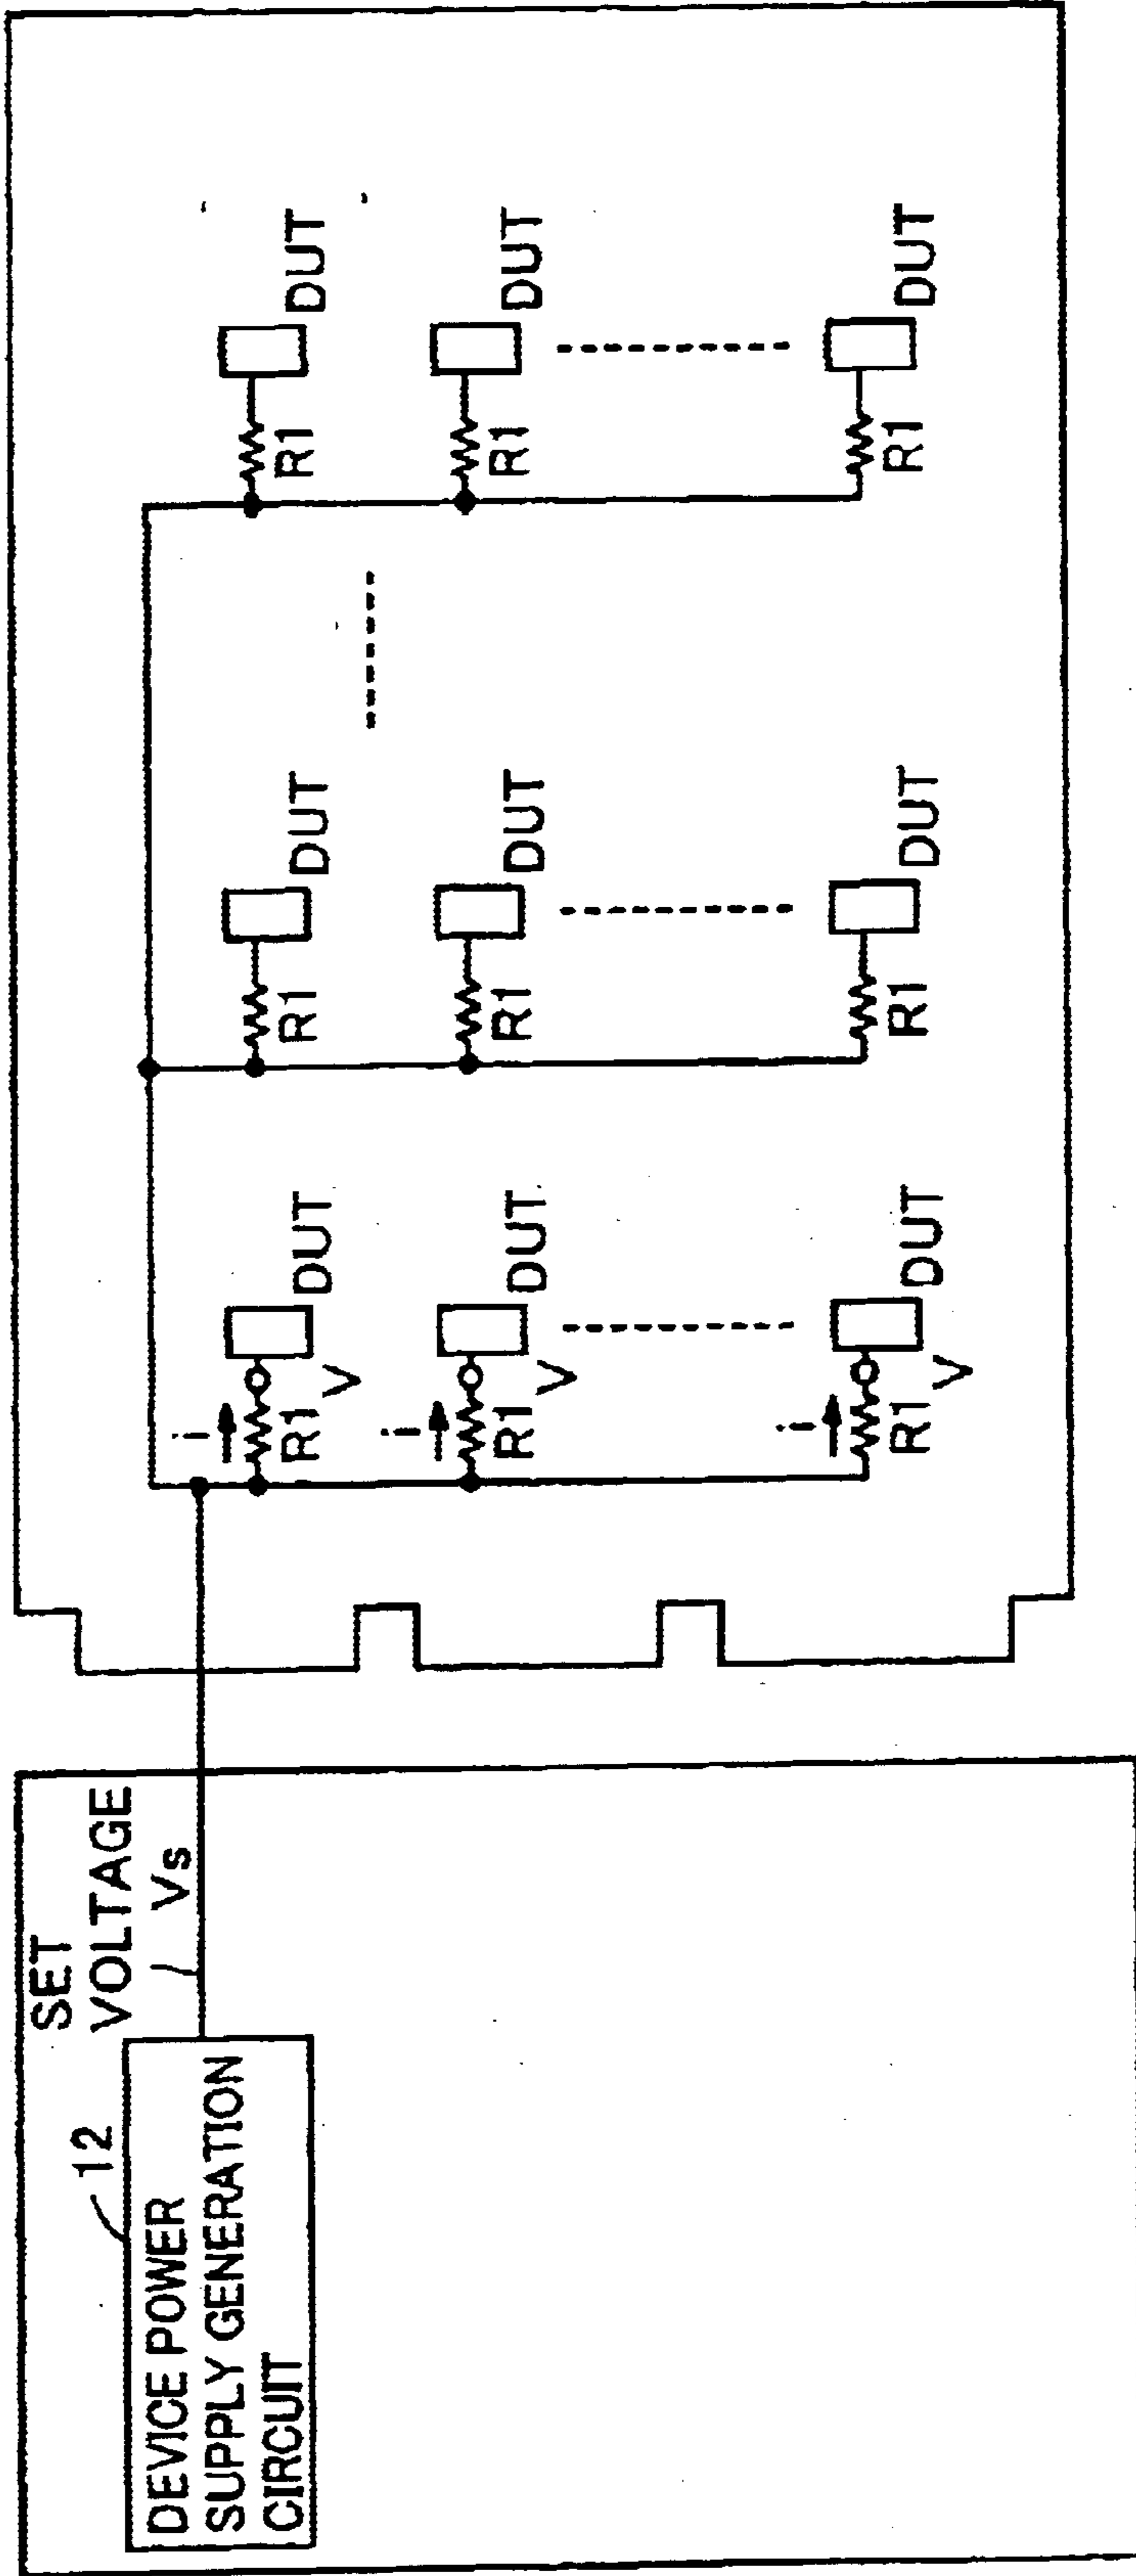 SET
VOLTAGE
Vs
12
DEVICE POWER
SUPPLY GENERATION
CIRCUIT
i
R1
V
DUT
R1
DUT
R1
DUT
i
R1
V
DUT
R1
DUT
R1
DUT
i
R1
V
DUT
R1
DUT
R1
DUT